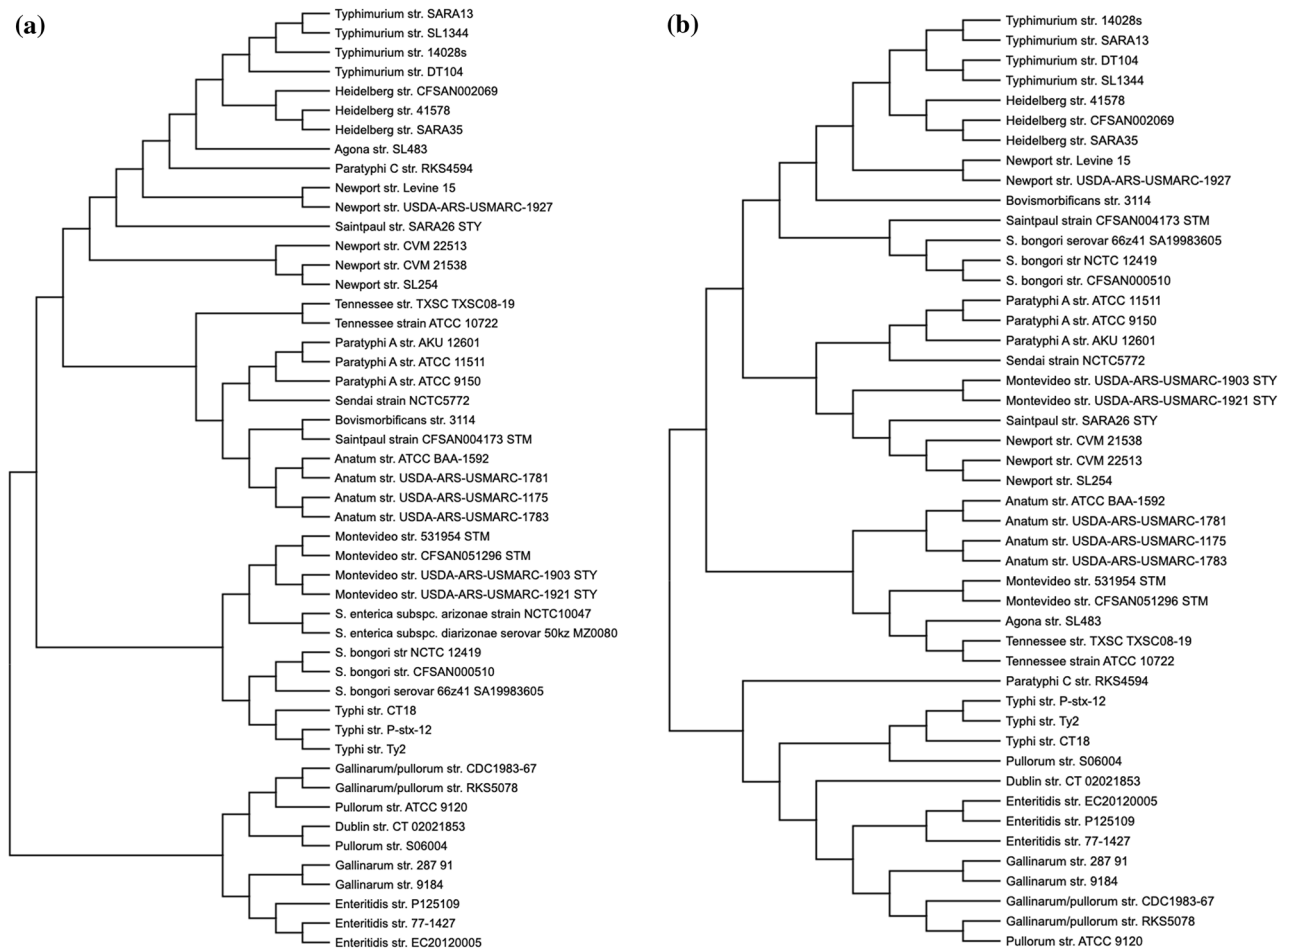 (a)
Typhimurium str. SARA13
Typhimurium str. SL1344
Typhimurium str. 14028s
Typhimurium str. DT104
Heidelberg str. CFSAN002069
Heidelberg str. 41578
Heidelberg str. SARA35
Agona str. SL483
Paratyphi C str. RKS4594
Newport str. Levine 15
Newport str. USDA-ARS-USMARC-1927
Saintpaul str. SARA26 STY
Newport str. CVM 22513
Newport str. CVM 21538
Newport str. SL254
Tennessee str. TXSC TXSC08-19
Tennessee strain ATCC 10722
Paratyphi A str. AKU 12601
Paratyphi A str. ATCC 11511
Paratyphi A str. ATCC 9150
Sendai strain NCTC5772
Bovismorbificans str. 3114
Saintpaul strain CFSAN004173 STM
Anatum str. ATCC BAA-1592
Anatum str. USDA-ARS-USMARC-1781
Anatum str. USDA-ARS-USMARC-1175
Anatum str. USDA-ARS-USMARC-1783
Montevideo str. 531954 STM
Montevideo str. CFSAN051296 STM
Montevideo str. USDA-ARS-USMARC-1903 STY
Montevideo str. USDA-ARS-USMARC-1921 STY
S. enterica subspc. arizonae strain NCTC10047
S. enterica subspc. diarizonae serovar 50kz MZ0080
S. bongori str NCTC 12419
S. bongori str. CFSAN000510
S. bongori serovar 66z41 SA19983605
Typhi str. CT18
Typhi str. P-stx-12
Typhi str. Ty2
Gallinarum/pullorum str. CDC1983-67
Gallinarum/pullorum str. RKS5078
Pullorum str. ATCC 9120
Dublin str. CT 02021853
Pullorum str. S06004
Gallinarum str. 287 91
Gallinarum str. 9184
Enteritidis str. P125109
Enteritidis str. 77-1427
Enteritidis str. EC20120005
(b)
Typhimurium str. 14028s
Typhimurium str. SARA13
Typhimurium str. DT104
Typhimurium str. SL1344
Heidelberg str. 41578
Heidelberg str. CFSAN002069
Heidelberg str. SARA35
Newport str. Levine 15
Newport str. USDA-ARS-USMARC-1927
Bovismorbificans str. 3114
Saintpaul strain CFSAN004173 STM
S. bongori serovar 66z41 SA19983605
S. bongori str NCTC 12419
S. bongori str. CFSAN000510
Paratyphi A str. ATCC 11511
Paratyphi A str. ATCC 9150
Paratyphi A str. AKU 12601
Sendai strain NCTC5772
Montevideo str. USDA-ARS-USMARC-1903 STY
Montevideo str. USDA-ARS-USMARC-1921 STY
Saintpaul str. SARA26 STY
Newport str. CVM 21538
Newport str. CVM 22513
Newport str. SL254
Anatum str. ATCC BAA-1592
Anatum str. USDA-ARS-USMARC-1781
Anatum str. USDA-ARS-USMARC-1175
Anatum str. USDA-ARS-USMARC-1783
Montevideo str. 531954 STM
Montevideo str. CFSAN051296 STM
Agona str. SL483
Tennessee str. TXSC TXSC08-19
Tennessee strain ATCC 10722
Paratyphi C str. RKS4594
Typhi str. P-stx-12
Typhi str. Ty2
Typhi str. CT18
Pullorum str. S06004
Dublin str. CT 02021853
Enteritidis str. EC20120005
Enteritidis str. P125109
Enteritidis str. 77-1427
Gallinarum str. 287 91
Gallinarum str. 9184
Gallinarum/pullorum str. CDC1983-67
Gallinarum/pullorum str. RKS5078
Pullorum str. ATCC 9120